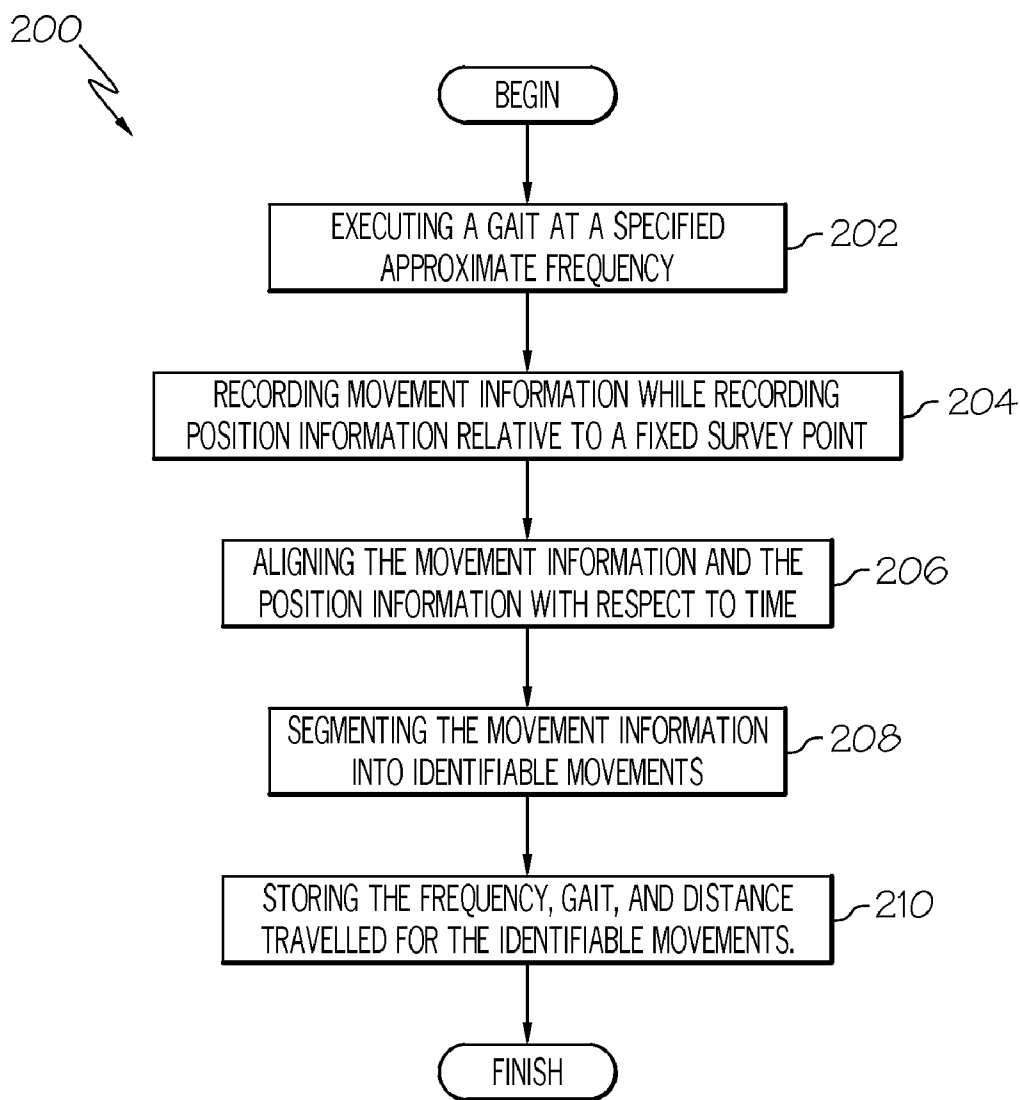 200
BEGIN
EXECUTING A GAIT AT A SPECIFIED
APPROXIMATE FREQUENCY
202
RECORDING MOVEMENT INFORMATION WHILE RECORDING
POSITION INFORMATION RELATIVE TO A FIXED SURVEY POINT
204
ALIGNING THE MOVEMENT INFORMATION AND THE
POSITION INFORMATION WITH RESPECT TO TIME
206
SEGMENTING THE MOVEMENT INFORMATION
INTO IDENTIFIABLE MOVEMENTS
208
STORING THE FREQUENCY, GAIT, AND DISTANCE
TRAVELLED FOR THE IDENTIFIABLE MOVEMENTS.
210
FINISH